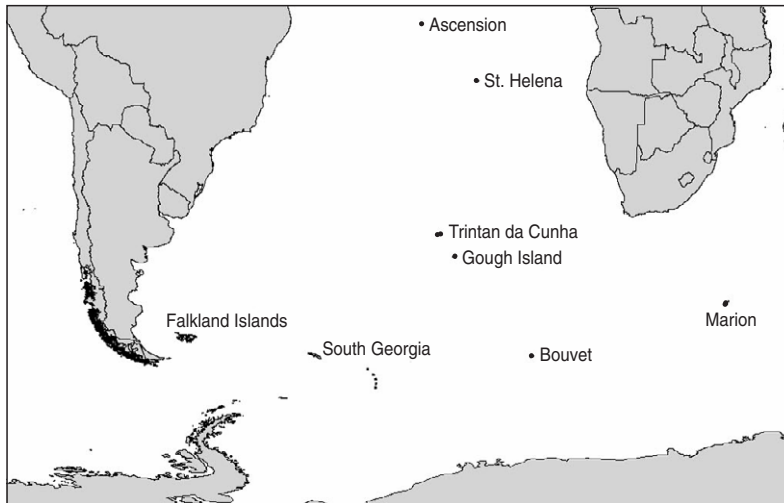 Ascension
St. Helena
Trintan da Cunha
Gough Island
Marion
Falkland Islands
South Georgia
Bouvet